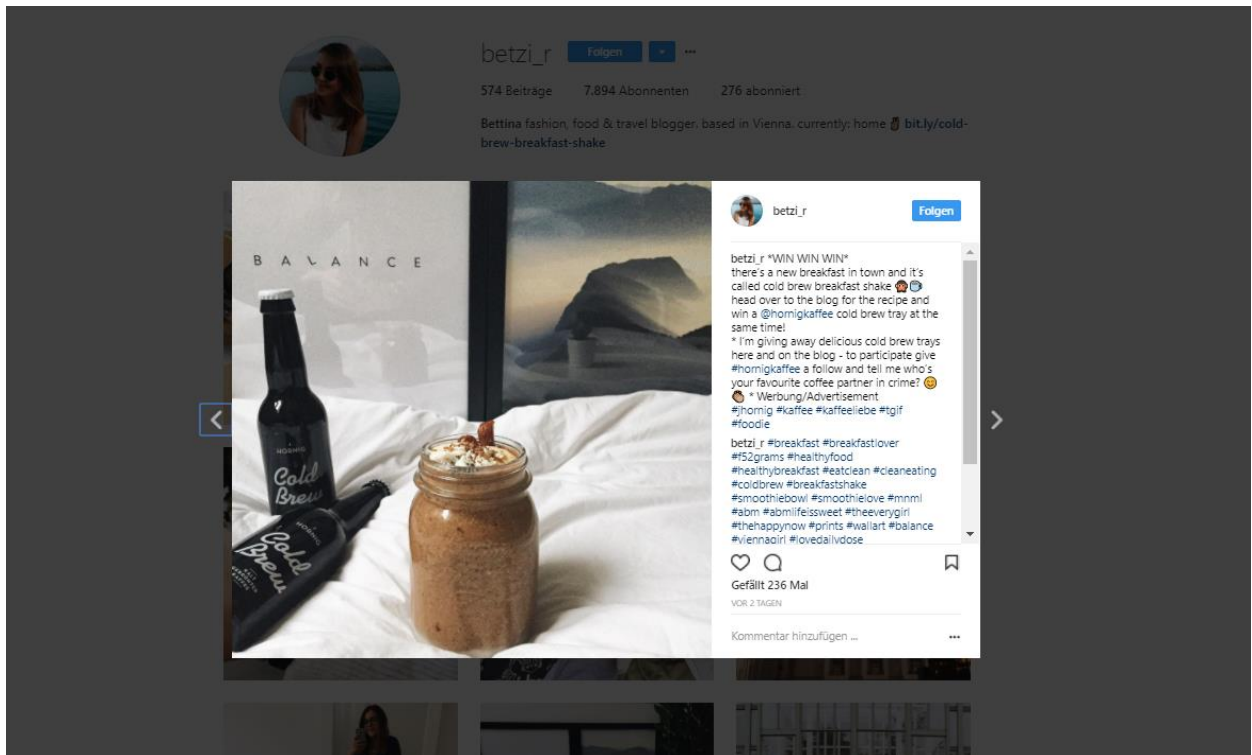 betzi_r Folgen
574 Beiträge 7.894 Abonnenten 276 abonniert
Bettina fashion, food & travel blogger. based in Vienna. currently: home bit.ly/cold-
brew-breakfast-shake
BALANCE
HORNIG
Cold
Brew
HORNIG
Cold
Brew
betzi_r Folgen
betzi_r *WIN WIN WIN*
there's a new breakfast in town and it's
called cold brew breakfast shake 🙊☕
head over to the blog for the recipe and
win a @hornigkaffee cold brew tray at the
same time!
* I'm giving away delicious cold brew trays
here and on the blog - to participate give
#hornigkaffee a follow and tell me who's
your favourite coffee partner in crime? 😋
👏 * Werbung/Advertisement
#jhornig #kaffee #kaffeeliebe #tgif
#foodie
betzi_r #breakfast #breakfastlover
#f52grams #healthyfood
#healthybreakfast #eatclean #cleaneating
#coldbrew #breakfastshake
#smoothiebowl #smoothielove #mnml
#abm #abmlifeissweet #theeverygirl
#thehappynow #prints #wallart #balance
#viennagirl #lovedailydose
Gefällt 236 Mal
VOR 2 TAGEN
Kommentar hinzufügen ...